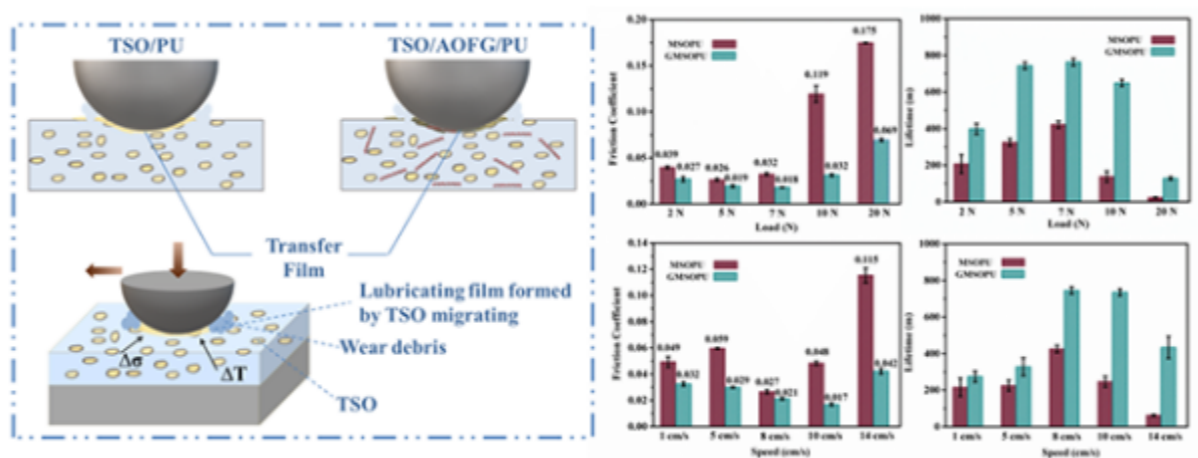 TSO/PU
TSO/AOFG/PU
Transfer
Film
Lubricating film formed
by TSO migrating
Wear debris
Δσ
ΔT
TSO
0.20
0.15
0.10
0.05
0.00
Friction Coefficient
MSOPU
GMSOPU
0.039
0.027
0.026
0.019
0.032
0.018
0.119
0.032
0.175
0.069
2 N
5 N
7 N
10 N
20 N
Load (N)
1000
800
600
400
200
0
Lifetime (m)
MSOPU
GMSOPU
2 N
5 N
7 N
10 N
20 N
Load (N)
0.14
0.12
0.10
0.08
0.06
0.04
0.02
0.00
Friction Coefficient
MSOPU
GMSOPU
0.049
0.032
0.059
0.029
0.027
0.021
0.048
0.017
0.115
0.042
1 cm/s
5 cm/s
8 cm/s
10 cm/s
14 cm/s
Speed (cm/s)
1000
800
600
400
200
0
Lifetime (m)
MSOPU
GMSOPU
1 cm/s
5 cm/s
8 cm/s
10 cm/s
14 cm/s
Speed (cm/s)